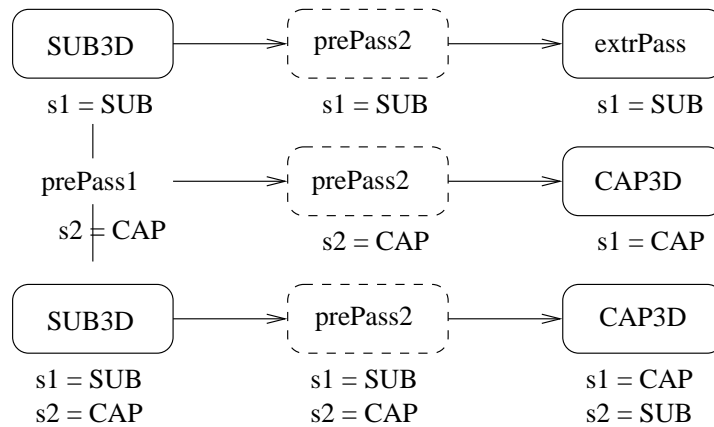 SUB3D prePass2 extrPass
s1 = SUB s1 = SUB s1 = SUB
prePass1 prePass2 CAP3D
s2 = CAP s2 = CAP s1 = CAP
SUB3D prePass2 CAP3D
s1 = SUB s1 = SUB s1 = CAP
s2 = CAP s2 = CAP s2 = SUB